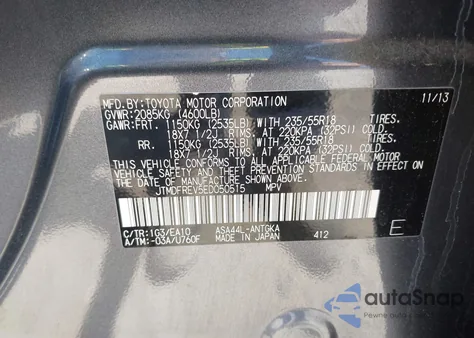 MFD.BY:TOYOTA MOTOR CORPORATION 11/13
GVWR:2085KG (4600LB)
GAWR:FRT. 1150KG (2535LB) WITH 235/55R18 TIRES.
18X7 1/2J RIMS AT 220KPA (32PSI) COLD.
RR. 1150KG (2535LB) WITH 235/55R18 TIRES.
18X7 1/2J RIMS AT 220KPA (32PSI) COLD.
THIS VEHICLE CONFORMS TO ALL APPLICABLE FEDERAL MOTOR
VEHICLE SAFETY, BUMPER, AND THEFT PREVENTION STANDARDS IN EFFECT
ON THE DATE OF MANUFACTURE SHOWN ABOVE.
JTMDFREV5ED0505T5 MPV
C/TR:1G3/EA10 ASA44L-ANTGKA
A/TM:-03A/U760F MADE IN JAPAN 412 E
autoSnap
Pewne auto